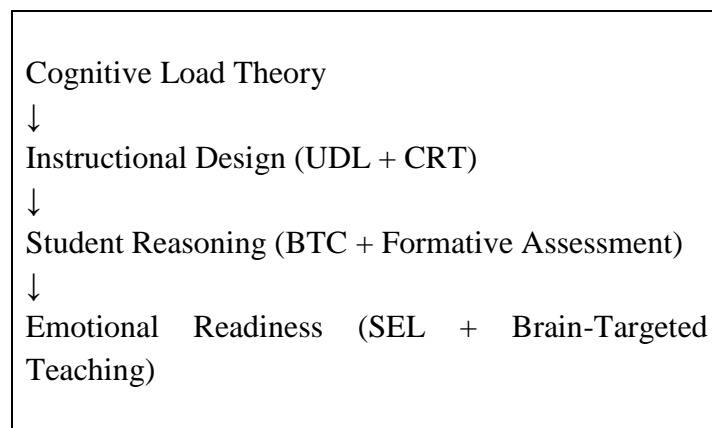 Cognitive Load Theory
↓
Instructional Design (UDL + CRT)
↓
Student Reasoning (BTC + Formative Assessment)
↓
Emotional Readiness (SEL + Brain-Targeted
Teaching)